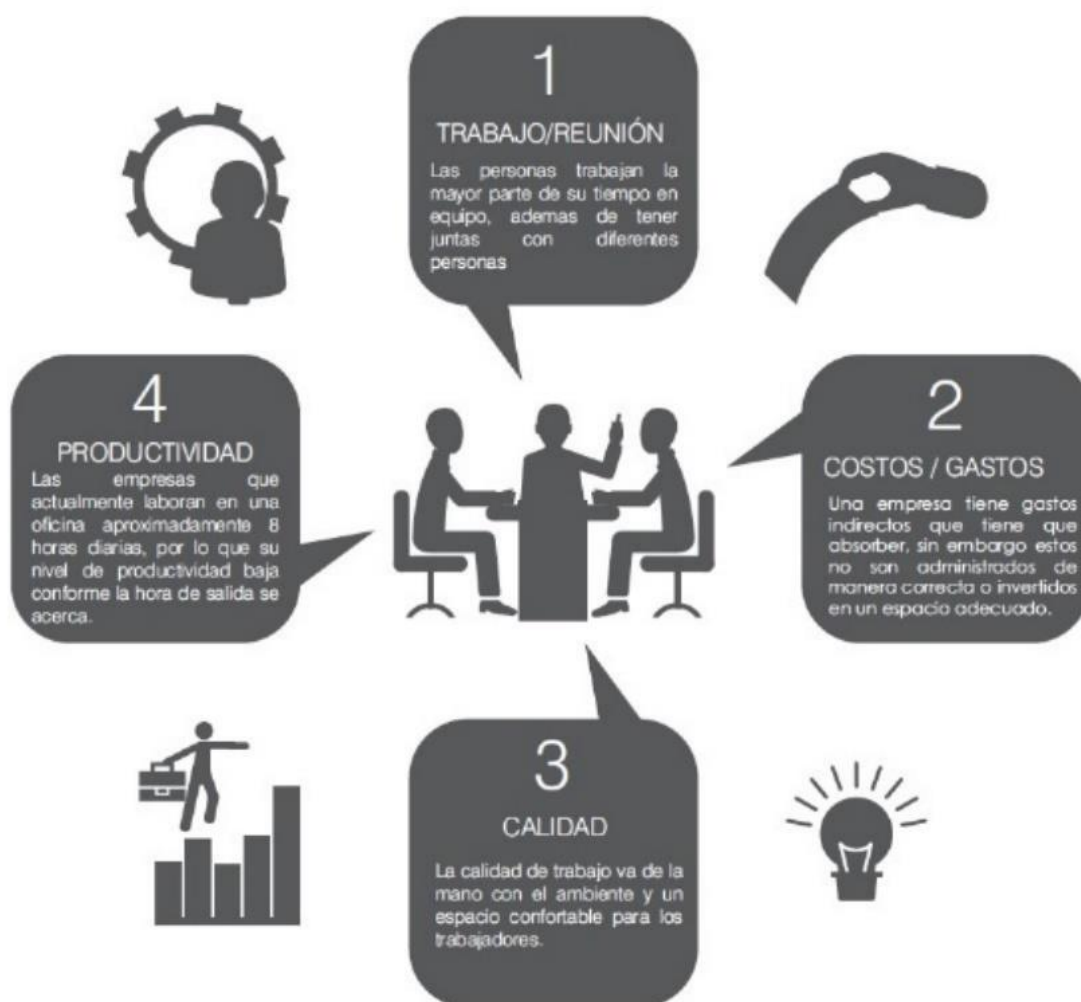 1
TRABAJO/REUNIÓN
Las personas trabajan la
mayor parte de su tiempo en
equipo, ademas de tener
juntas con diferentes
personas
2
COSTOS / GASTOS
Una empresa tiene gastos
indirectos que tiene que
absorber, sin embargo estos
no son administrados de
manera correcta o invertidos
en un espacio adecuado.
3
CALIDAD
La calidad de trabajo va de la
mano con el ambiente y un
espacio confortable para los
trabajadores.
4
PRODUCTIVIDAD
Las empresas que
actualmente laboran en una
oficina aproximadamente 8
horas diarias, por lo que su
nivel de productividad baja
conforme la hora de salida se
acerca.